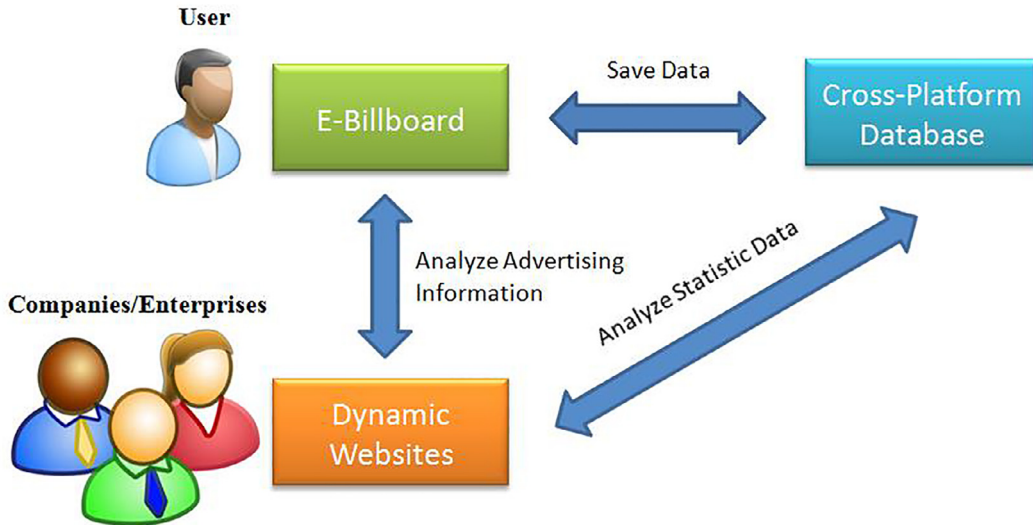 User
E-Billboard
Save Data
Cross-Platform
Database
Analyze Advertising
Information
Analyze Statistic Data
Companies/Enterprises
Dynamic
Websites